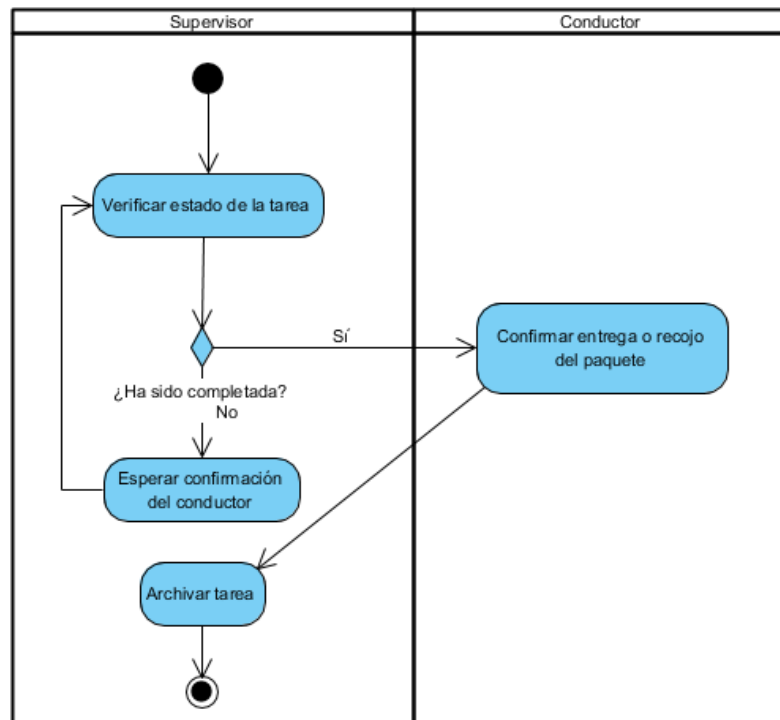 Supervisor
Conductor
Verificar estado de la tarea
Sí
Confirmar entrega o recojo
del paquete
¿Ha sido completada?
No
Esperar confirmación
del conductor
Archivar tarea